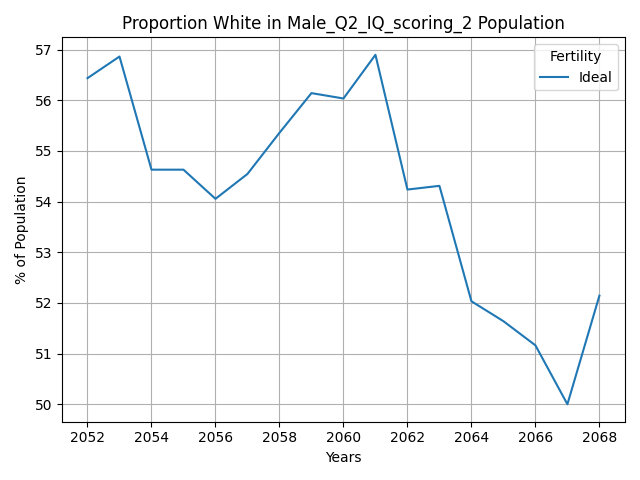 Proportion White in Male_Q2_IQ_scoring_2 Population
Fertility
Ideal
57
56
55
54
53
52
51
50
% of Population
2052 2054 2056 2058 2060 2062 2064 2066 2068
Years